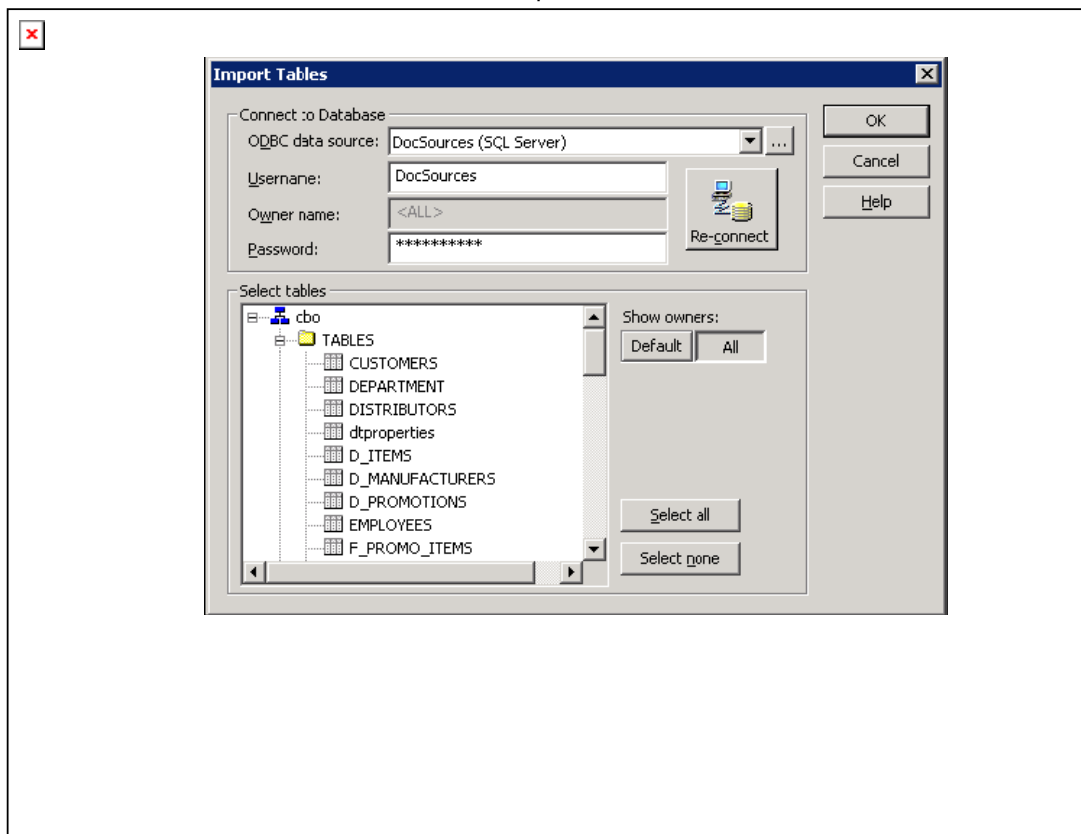 Import Tables
Connect :o Database
ODBC data source:
DocSources (SQL Server)
...
Username:
DocSources
Owner name:
<ALL>
Password:
**********
Re-connect
OK
Cancel
Help
Select tables
cbo
TABLES
CUSTOMERS
DEPARTMENT
DISTRIBUTORS
dtproperties
D_ITEMS
D_MANUFACTURERS
D_PROMOTIONS
EMPLOYEES
F_PROMO_ITEMS
Show owners:
Default
All
Select all
Select none